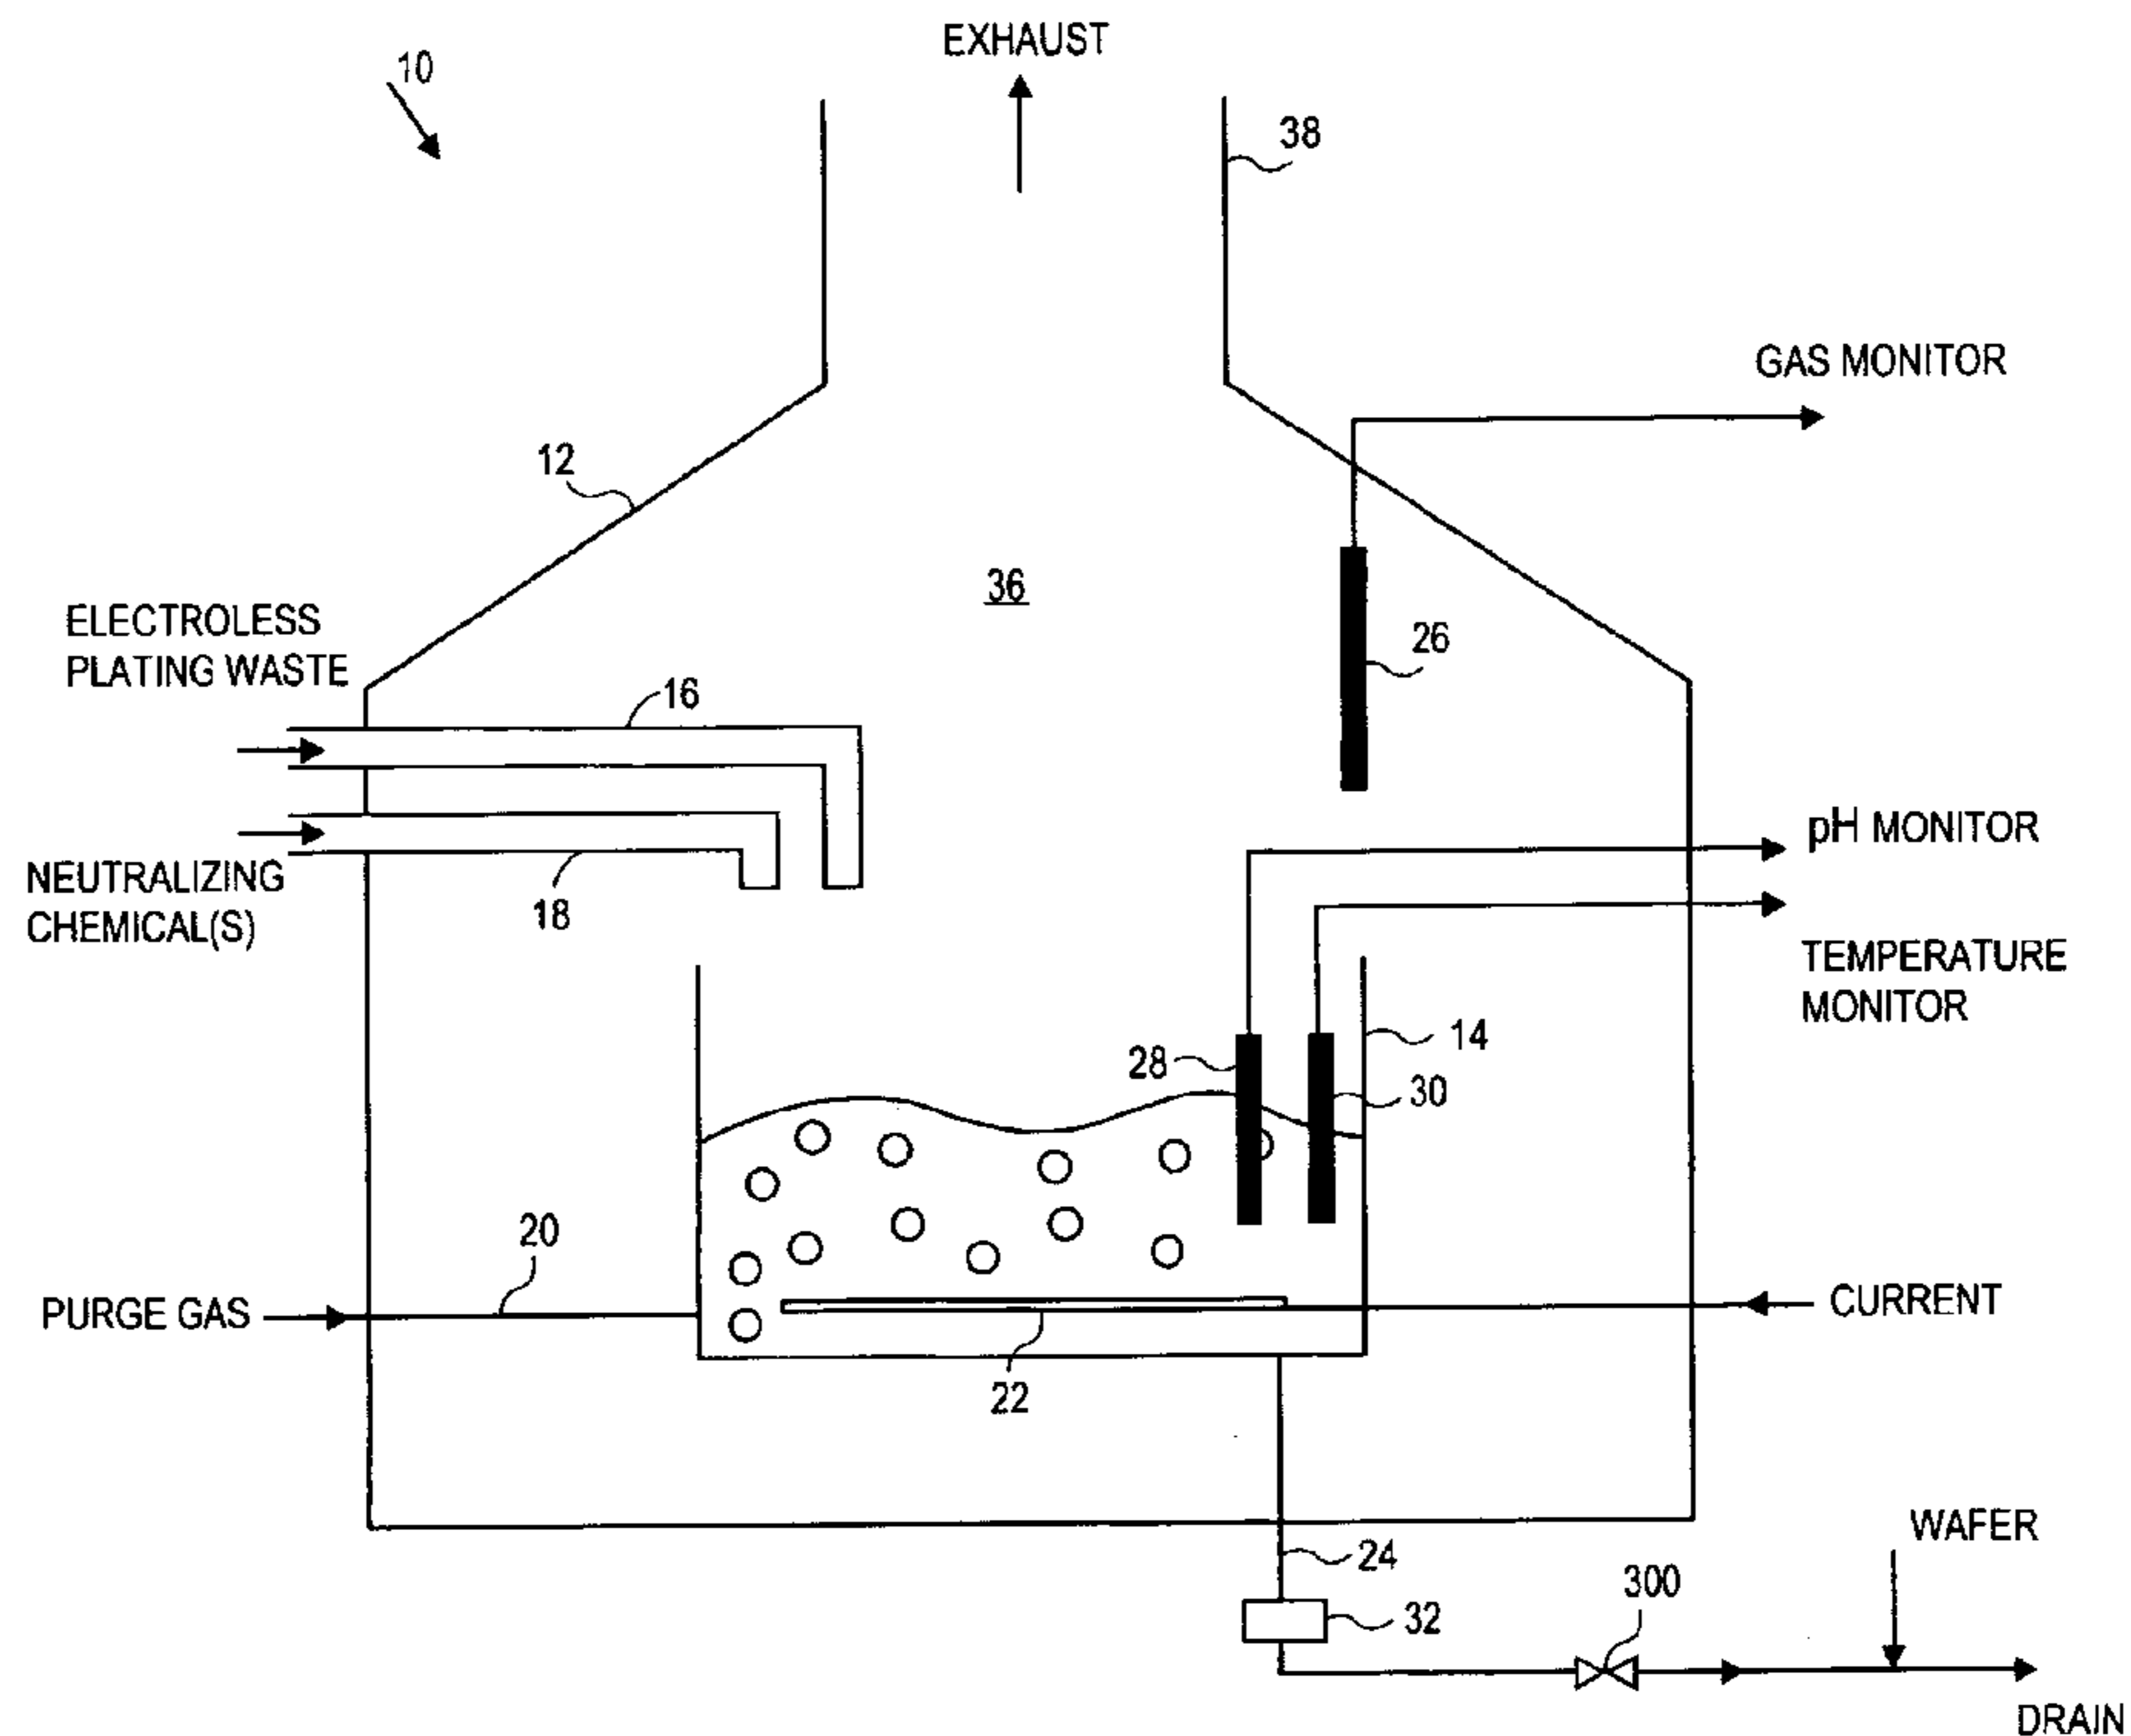 EXHAUST
10
38
GAS MONITOR
12
36
26
ELECTROLESS
PLATING WASTE
16
pH MONITOR
NEUTRALIZING
CHEMICAL(S)
18
TEMPERATURE
MONITOR
14
28
30
20
PURGE GAS
CURRENT
22
WAFER
24
300
32
DRAIN